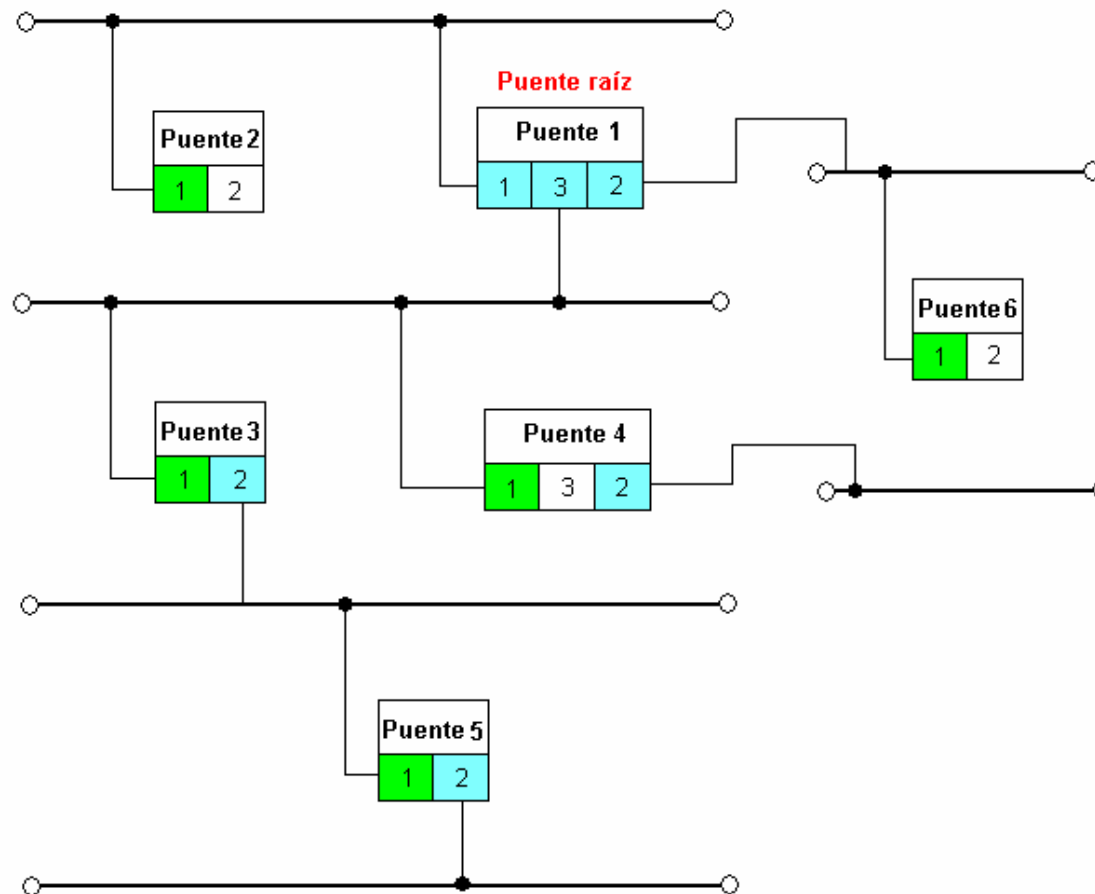 Puente raíz
Puente 2
1 2
Puente 1
1 3 2
Puente 6
1 2
Puente 3
1 2
Puente 4
1 3 2
Puente 5
1 2